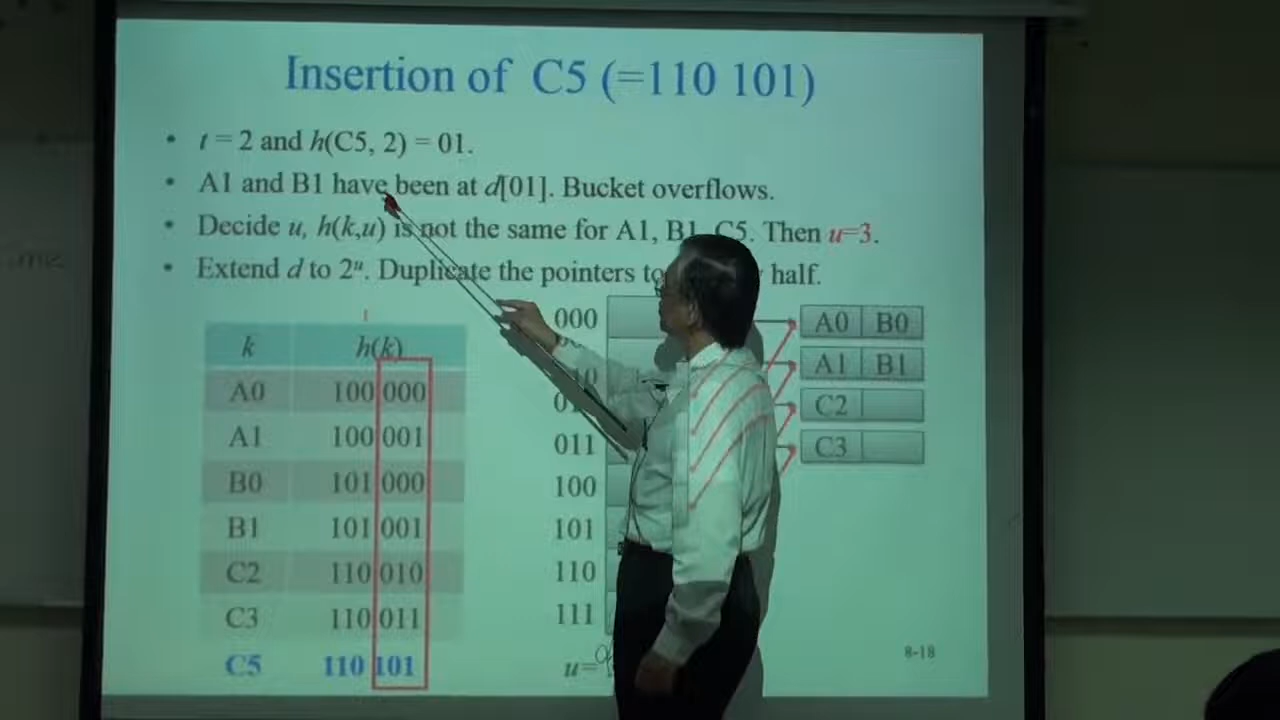 Insertion of C5 (=110 101)
• t = 2 and h(C5, 2) = 01.
• A1 and B1 have been at d[01]. Bucket overflows.
• Decide u, h(k,u) is not the same for A1, B1, C5. Then u=3.
• Extend d to 2ᵘ. Duplicate the pointers to half.
k h(k)
A0 100 000
A1 100 001
B0 101 000
B1 101 001
C2 110 010
C3 110 011
C5 110 101
000
011
100
101
110
111
u=
A0 B0
A1 B1
C2
C3
8-18